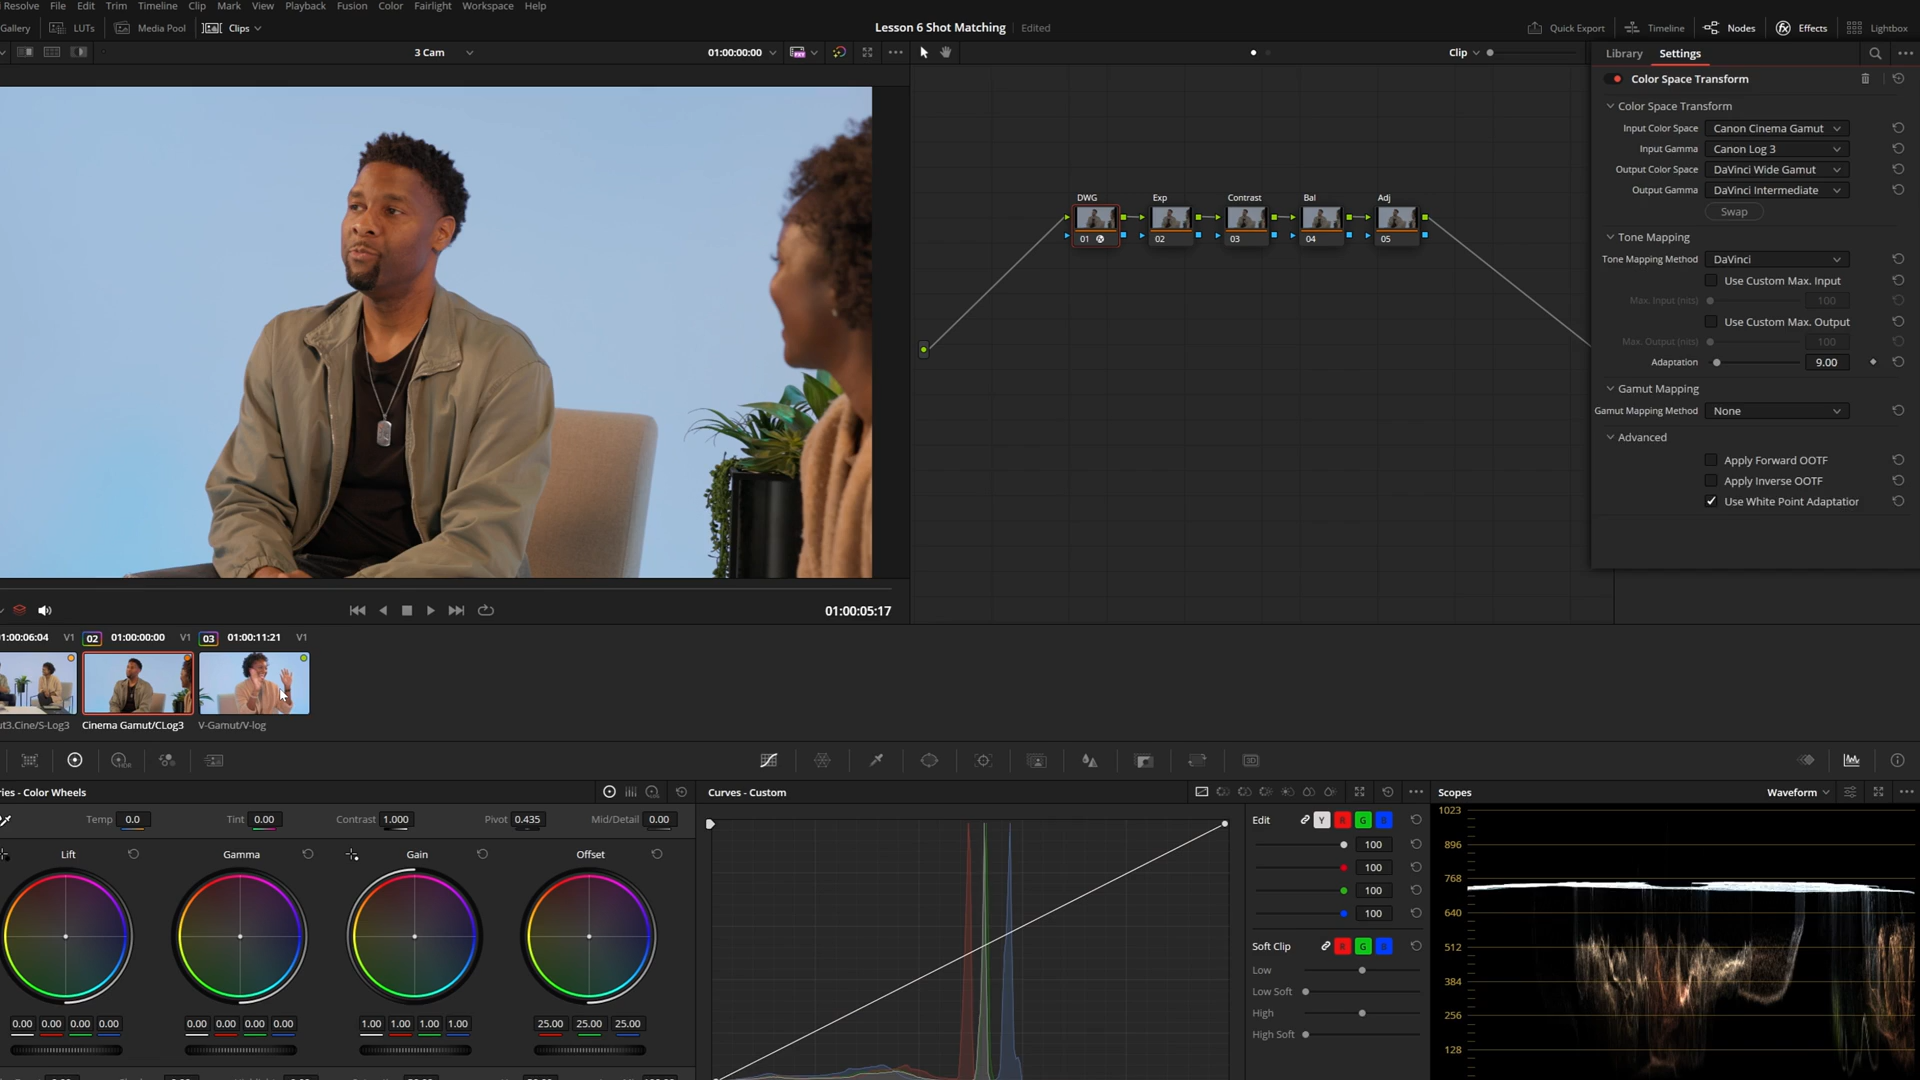 Resolve File Edit Trim Timeline Clip Mark View Playback Fusion Color Fairlight Workspace Help
Gallery LUTs Media Pool Clips Lesson 6 Shot Matching Edited Quick Export Timeline Nodes Effects Lightbox
3 Cam 01:00:00:00 Clip Library Settings
Color Space Transform
Color Space Transform
Input Color Space Canon Cinema Gamut
Input Gamma Canon Log 3
Output Color Space DaVinci Wide Gamut
Output Gamma DaVinci Intermediate
Swap
DWG Exp Contrast Bal Adj
01 02 03 04 05
Tone Mapping
Tone Mapping Method DaVinci
Use Custom Max. Input
Max. Input (nits) 100
Use Custom Max. Output
Max. Output (nits) 100
Adaptation 9.00
Gamut Mapping
Gamut Mapping Method None
Advanced
Apply Forward OOTF
Apply Inverse OOTF
Use White Point Adaptation
01:00:05:17
1:00:06:04 V1 02 01:00:00:00 V1 03 01:00:11:21 V1
ut3.Cine/S-Log3 Cinema Gamut/CLog3 V-Gamut/V-log
HDR 3D
ries - Color Wheels
Temp 0.0 Tint 0.00 Contrast 1.000 Pivot 0.435 Mid/Detail 0.00
Lift Gamma Gain Offset
0.00 0.00 0.00 0.00 0.00 0.00 0.00 0.00 1.00 1.00 1.00 1.00 25.00 25.00 25.00
Curves - Custom
Edit Y R G B
100
100
100
100
Soft Clip R G B
Low
Low Soft
High
High Soft
Scopes Waveform
1023
896
768
640
512
384
256
128